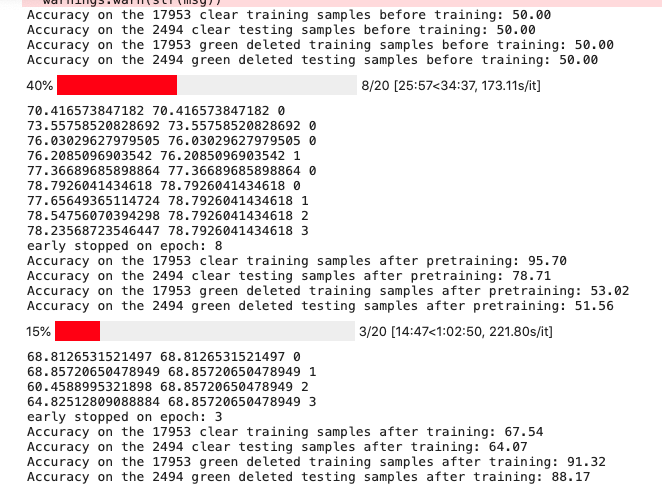 warnings.warn(str(msg))
Accuracy on the 17953 clear training samples before training: 50.00
Accuracy on the 2494 clear testing samples before training: 50.00
Accuracy on the 17953 green deleted training samples before training: 50.00
Accuracy on the 2494 green deleted testing samples before training: 50.00
40% 8/20 [25:57<34:37, 173.11s/it]
70.416573847182 70.416573847182 0
73.55758520828692 73.55758520828692 0
76.03029627979505 76.03029627979505 0
76.2085096903542 76.2085096903542 1
77.36689685898864 77.36689685898864 0
78.7926041434618 78.7926041434618 0
77.65649365114724 78.7926041434618 1
78.54756070394298 78.7926041434618 2
78.23568723546447 78.7926041434618 3
early stopped on epoch: 8
Accuracy on the 17953 clear training samples after pretraining: 95.70
Accuracy on the 2494 clear testing samples after pretraining: 78.71
Accuracy on the 17953 green deleted training samples after pretraining: 53.02
Accuracy on the 2494 green deleted testing samples after pretraining: 51.56
15% 3/20 [14:47<1:02:50, 221.80s/it]
68.8126531521497 68.8126531521497 0
68.85720650478949 68.85720650478949 1
60.4588995321898 68.85720650478949 2
64.82512809088884 68.85720650478949 3
early stopped on epoch: 3
Accuracy on the 17953 clear training samples after training: 67.54
Accuracy on the 2494 clear testing samples after training: 64.07
Accuracy on the 17953 green deleted training samples after training: 91.32
Accuracy on the 2494 green deleted testing samples after training: 88.17